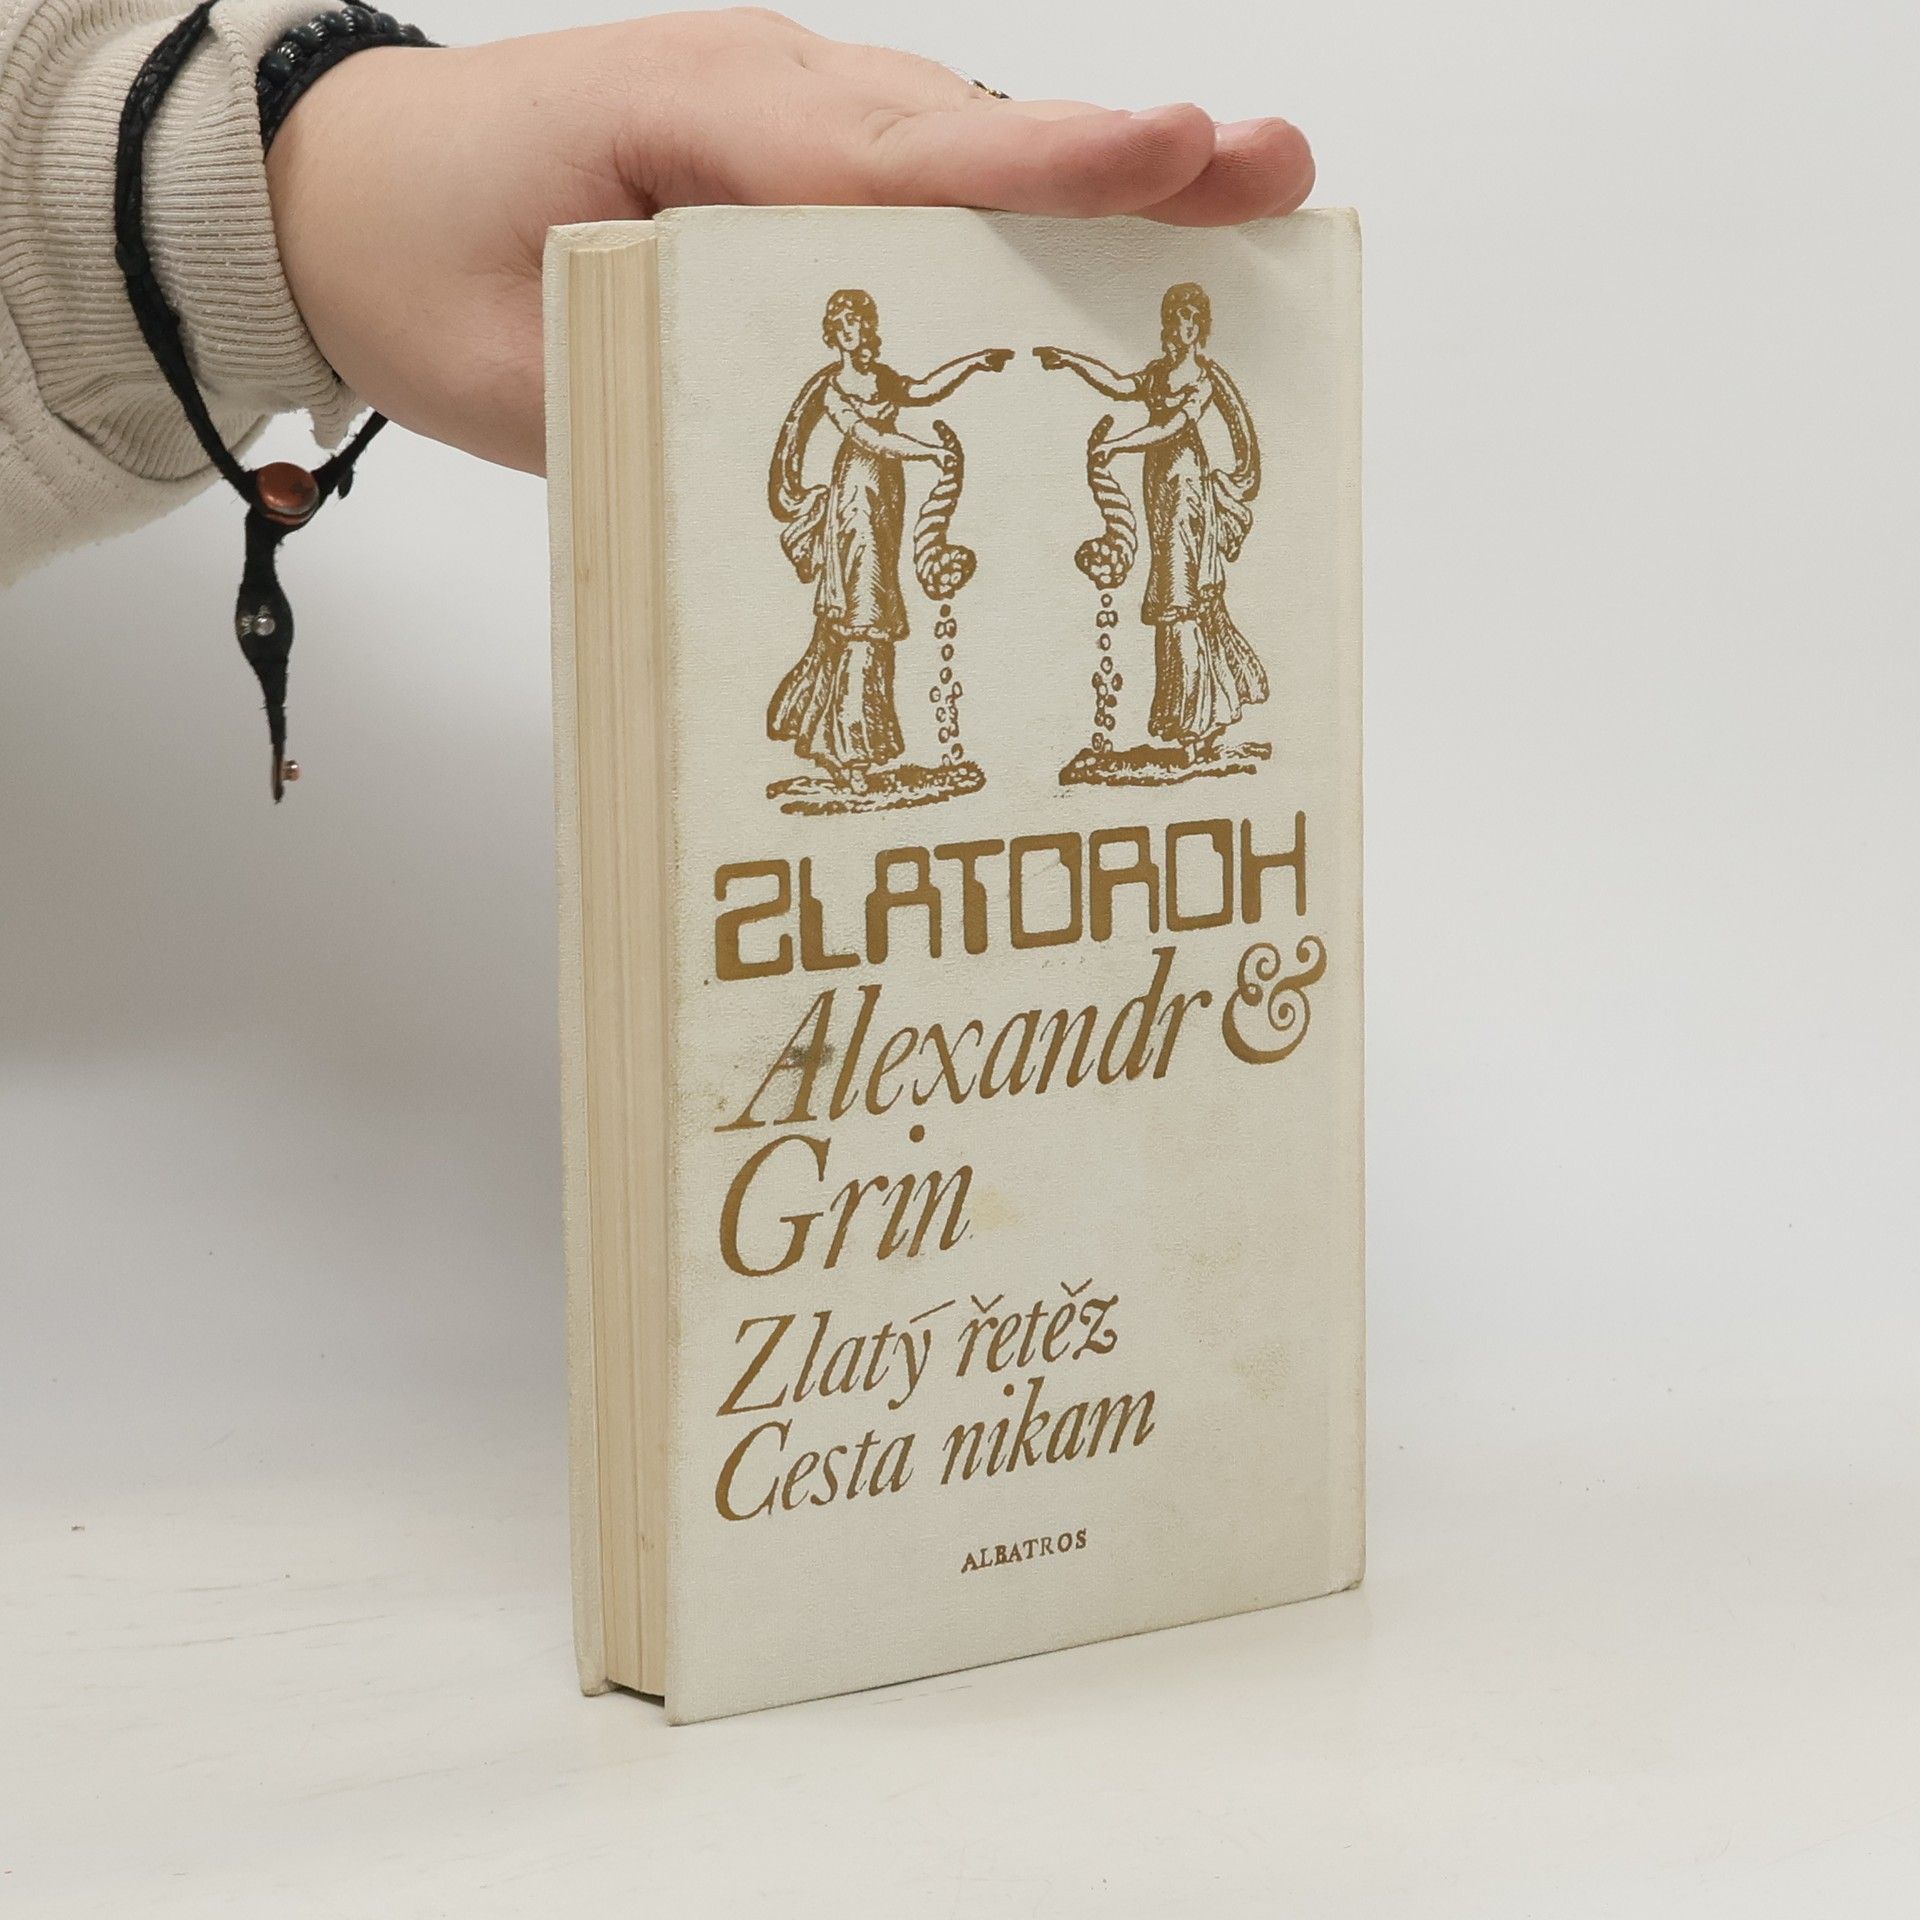 ZLATOROH
Alexandr &
Grin
Zlatý řetěz
Cesta nikam
ALBATROS